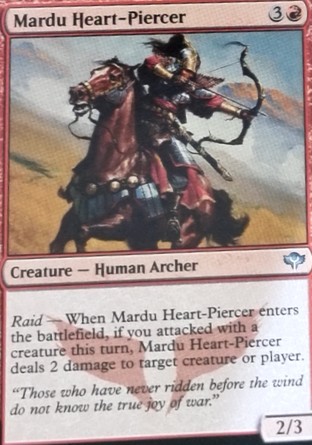 Mardu Heart-Piercer 3
Creature — Human Archer
Raid — When Mardu Heart-Piercer enters
the battlefield, if you attacked with a
creature this turn, Mardu Heart-Piercer
deals 2 damage to target creature or player.
"Those who have never ridden before the wind
do not know the true joy of war."
2/3